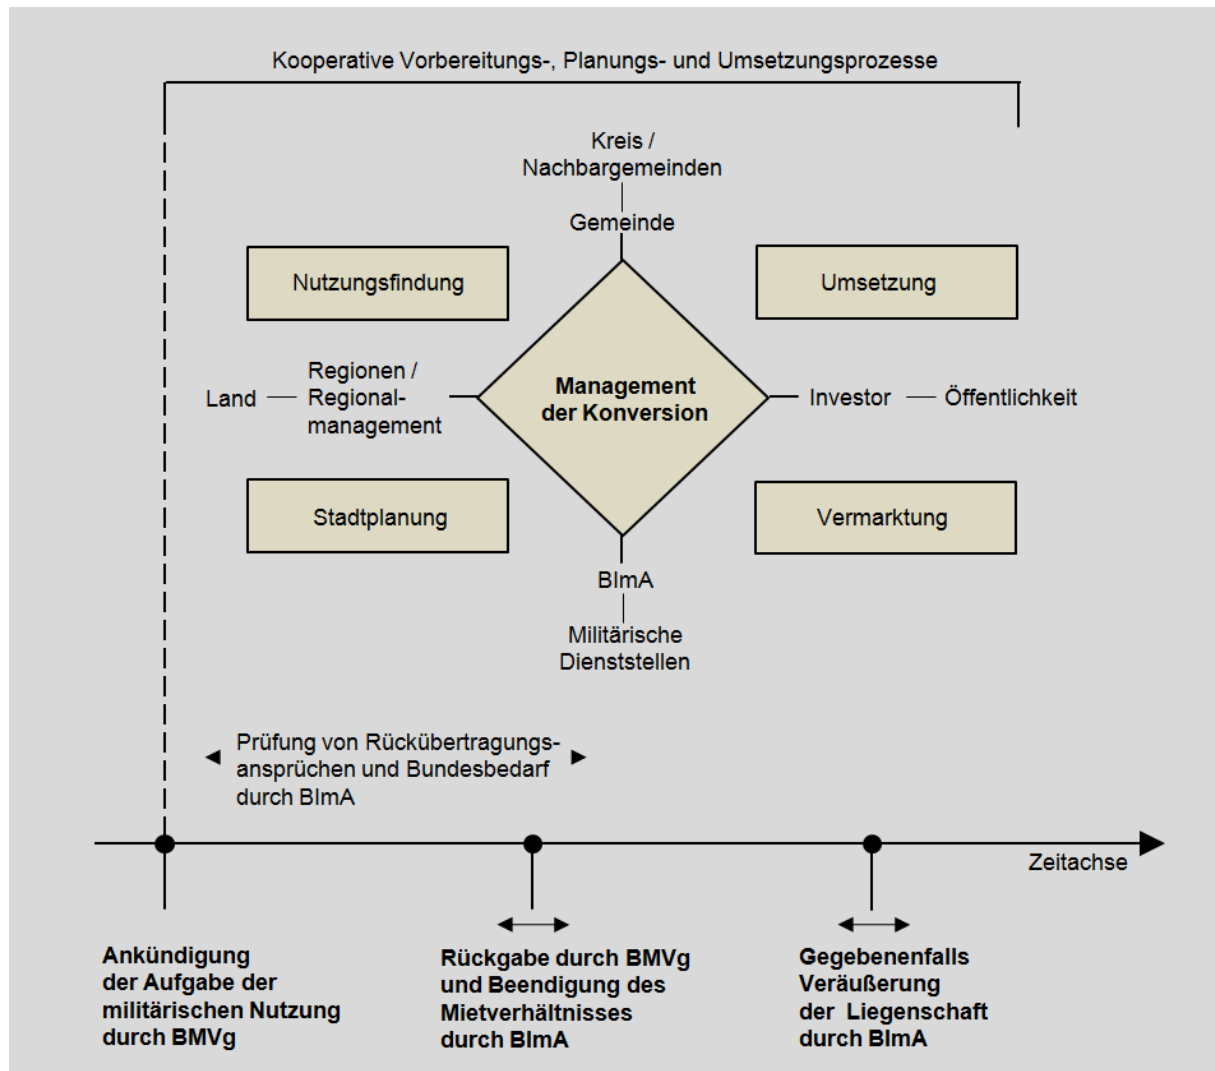 Kooperative Vorbereitungs-, Planungs- und Umsetzungsprozesse
Kreis /
Nachbargemeinden
Gemeinde
Nutzungsfindung
Umsetzung
Land
Regionen /
Regional-
management
Management
der Konversion
Investor
Öffentlichkeit
Stadtplanung
Vermarktung
BImA
Militärische
Dienststellen
Prüfung von Rückübertragungs-
ansprüchen und Bundesbedarf
durch BImA
Zeitachse
Ankündigung
der Aufgabe der
militärischen Nutzung
durch BMVg
Rückgabe durch BMVg
und Beendigung des
Mietverhältnisses
durch BImA
Gegebenenfalls
Veräußerung
der Liegenschaft
durch BImA